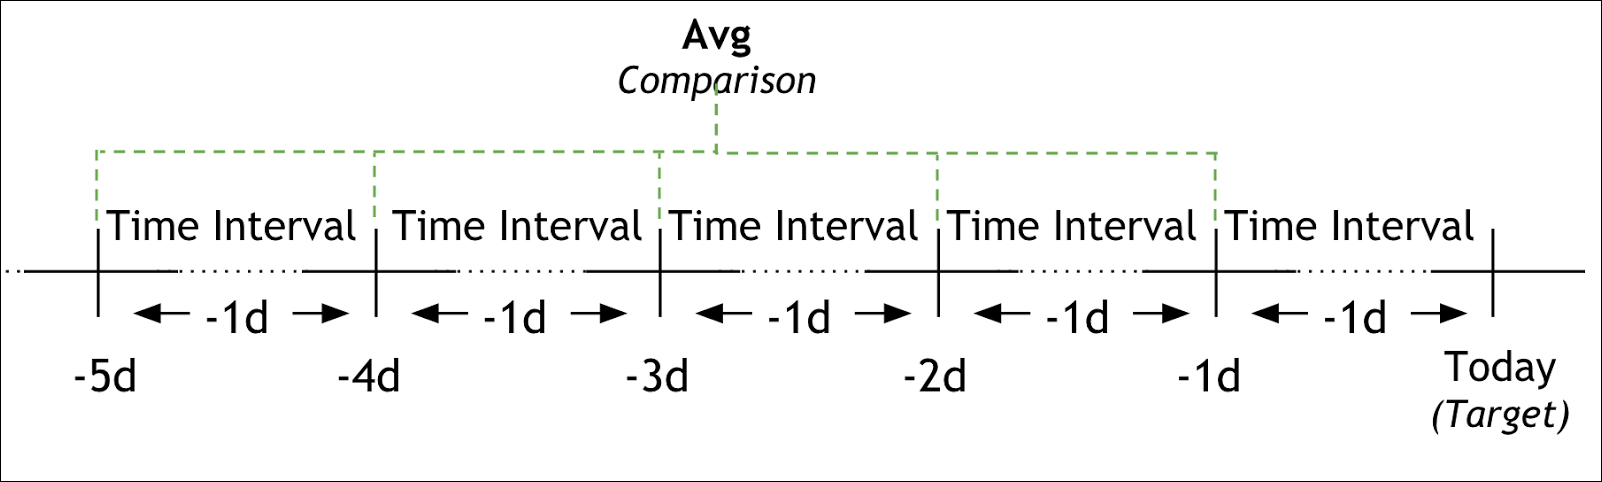 Avg
Comparison
Time Interval Time Interval Time Interval Time Interval Time Interval
-1d -1d -1d -1d -1d
-5d -4d -3d -2d -1d Today
(Target)